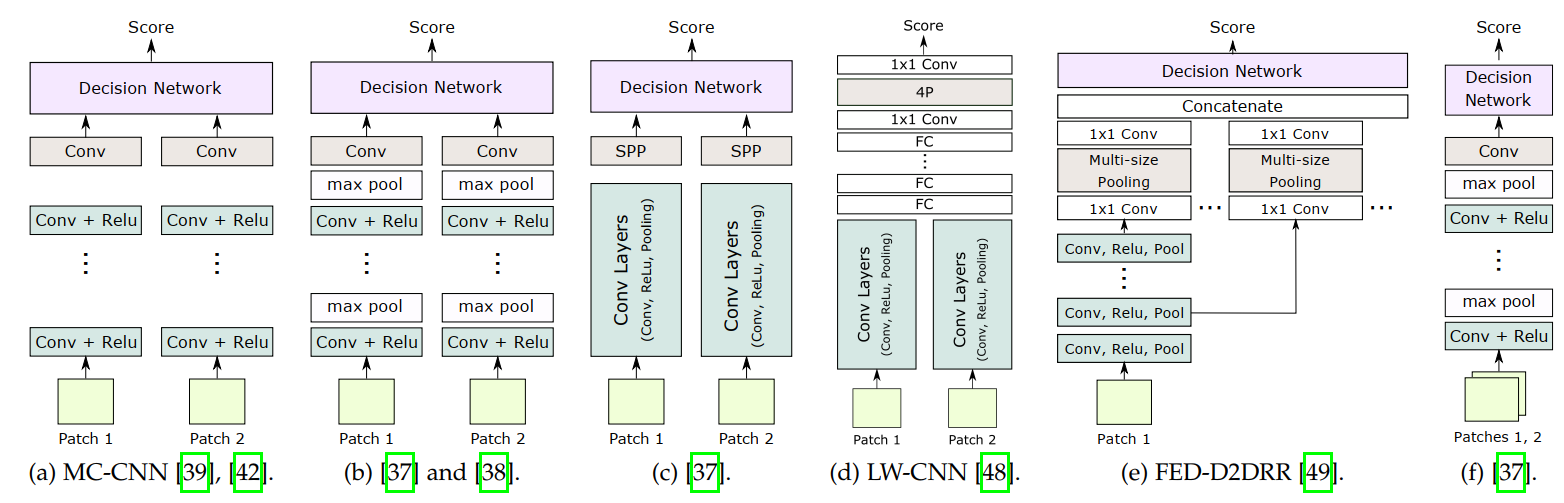 Score
Decision Network
Conv
Conv
Conv + Relu
Conv + Relu
⋮
⋮
Conv + Relu
Conv + Relu
Patch 1
Patch 2
(a) MC-CNN [39], [42].
Score
Decision Network
Conv
Conv
max pool
max pool
Conv + Relu
Conv + Relu
⋮
⋮
max pool
max pool
Conv + Relu
Conv + Relu
Patch 1
Patch 2
(b) [37] and [38].
Score
Decision Network
SPP
SPP
Conv Layers
(Conv, ReLu, Pooling)
Conv Layers
(Conv, ReLu, Pooling)
Patch 1
Patch 2
(c) [37].
Score
1x1 Conv
4P
1x1 Conv
FC
⋮
FC
FC
Conv Layers
(Conv, ReLu, Pooling)
Conv Layers
(Conv, ReLu, Pooling)
Patch 1
Patch 2
(d) LW-CNN [48].
Score
Decision Network
Concatenate
1x1 Conv
1x1 Conv
Multi-size
Pooling
Multi-size
Pooling
1x1 Conv
...
1x1 Conv
...
Conv, Relu, Pool
⋮
Conv, Relu, Pool
Conv, Relu, Pool
Patch 1
(e) FED-D2DRR [49].
Score
Decision
Network
Conv
max pool
Conv + Relu
⋮
max pool
Conv + Relu
Patches 1, 2
(f) [37].